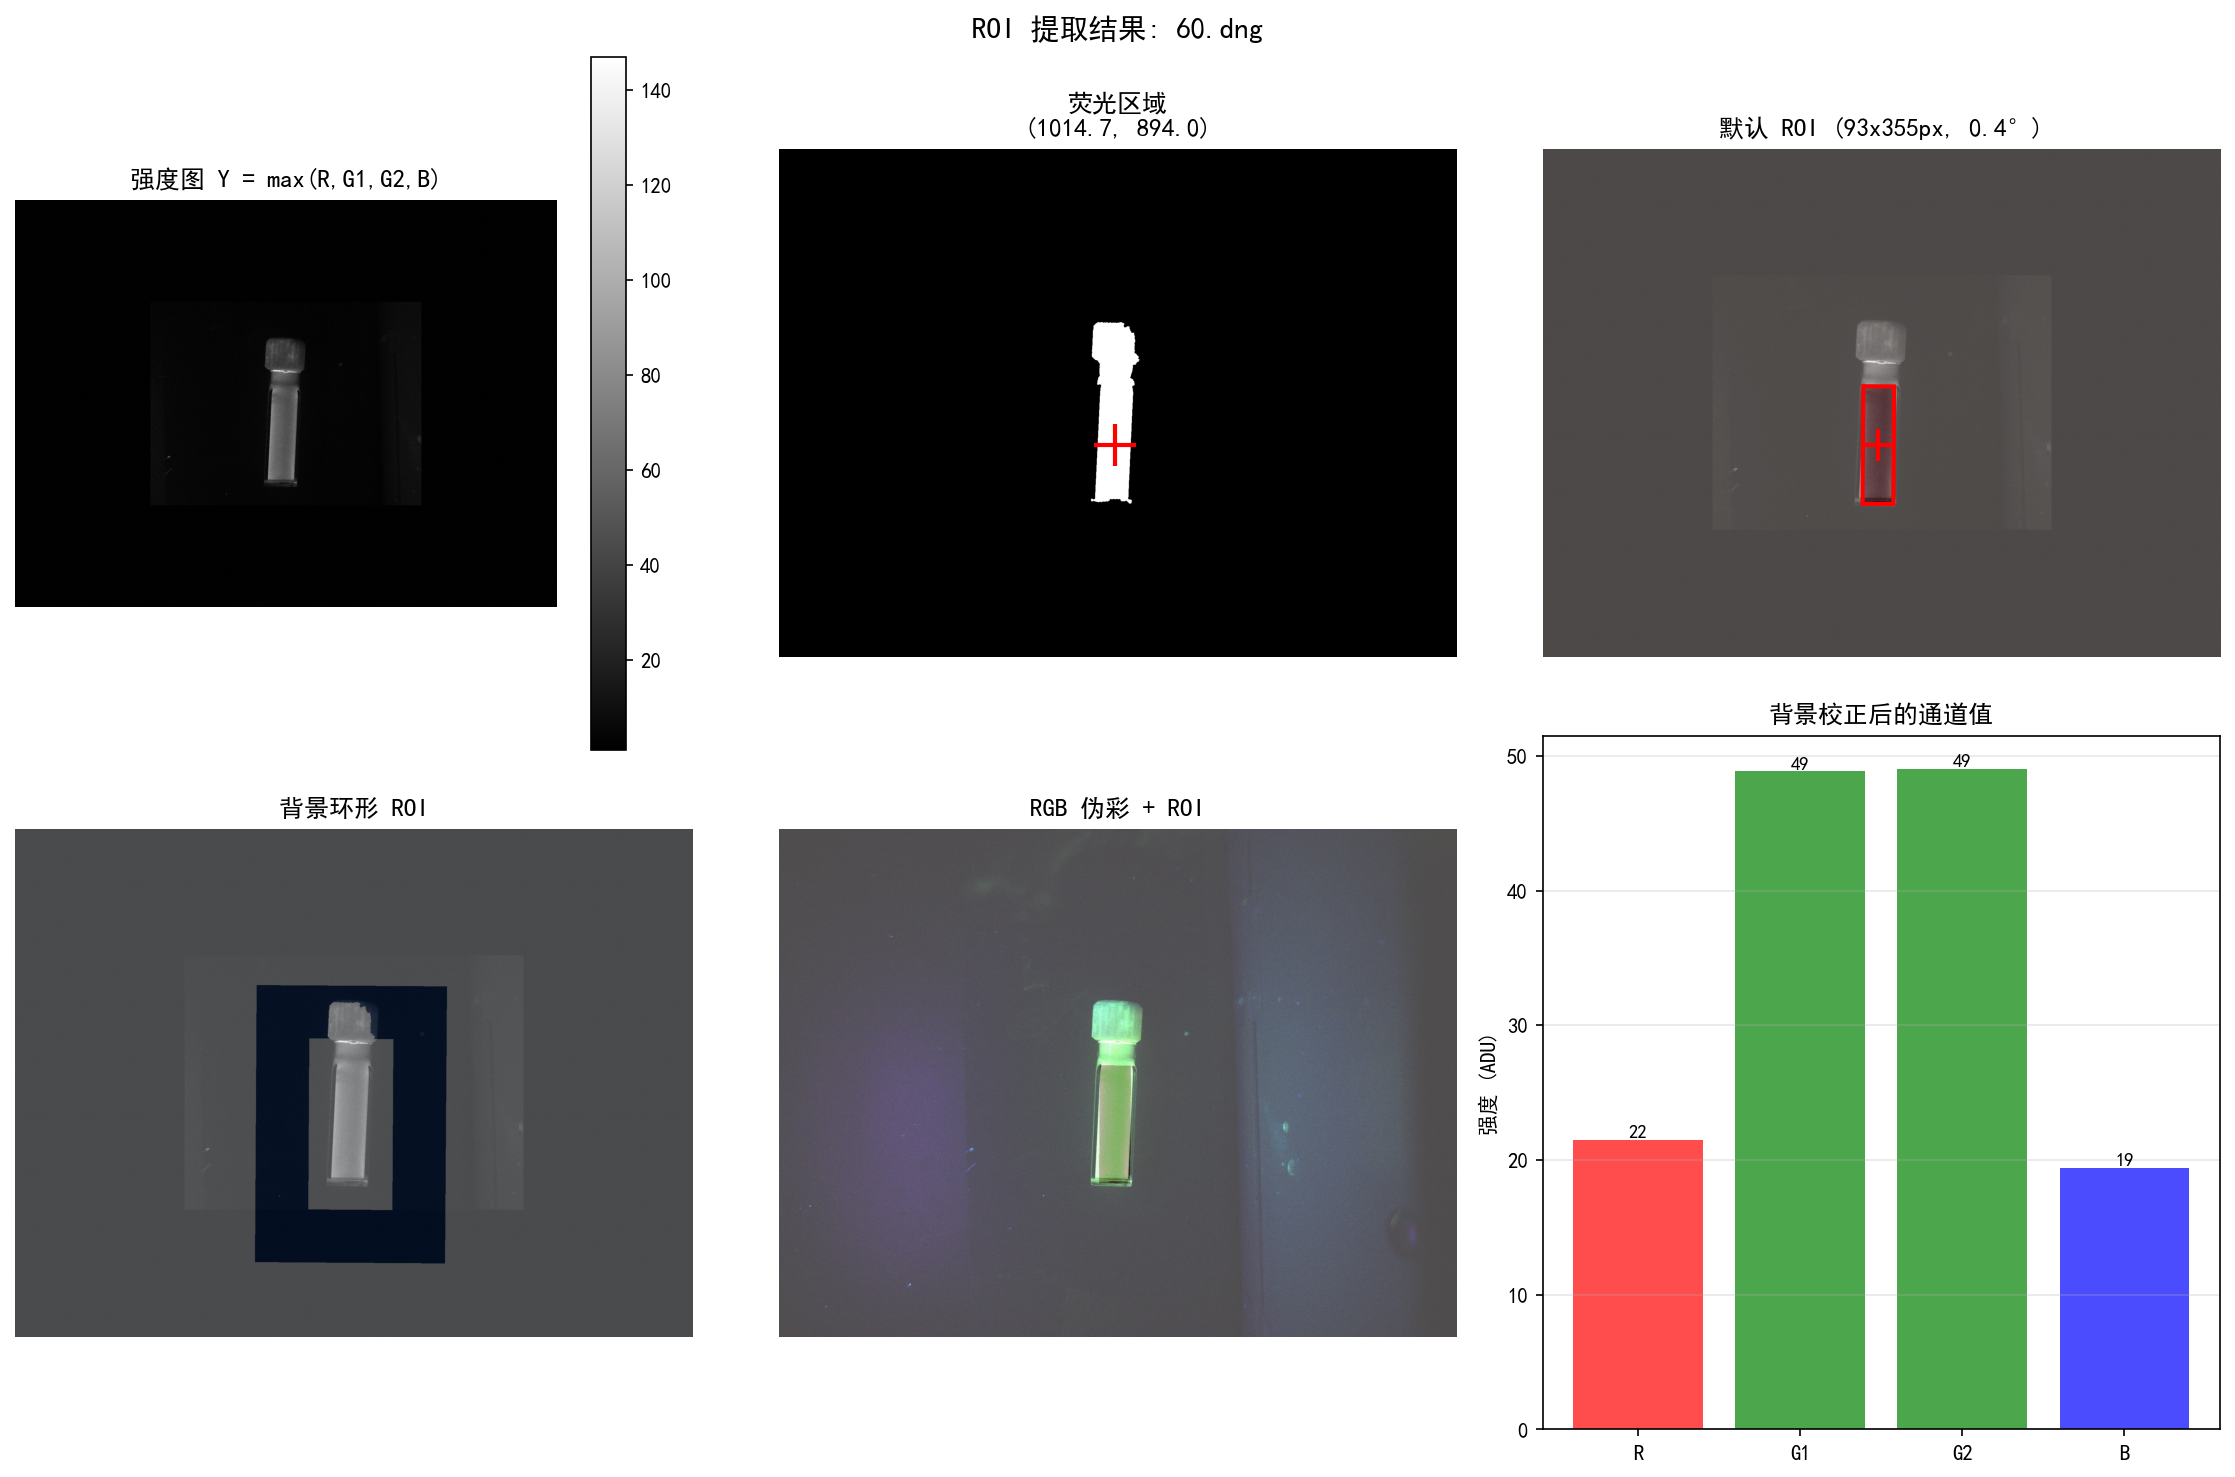 ROI 提取结果: 60.dng
强度图 Y = max(R,G1,G2,B)
140
120
100
80
60
40
20
荧光区域
(1014.7, 894.0)
默认 ROI (93x355px, 0.4°)
背景环形 ROI
RGB 伪彩 + ROI
背景校正后的通道值
强度 (ADU)
50
40
30
20
10
0
22
49
49
19
R
G1
G2
B